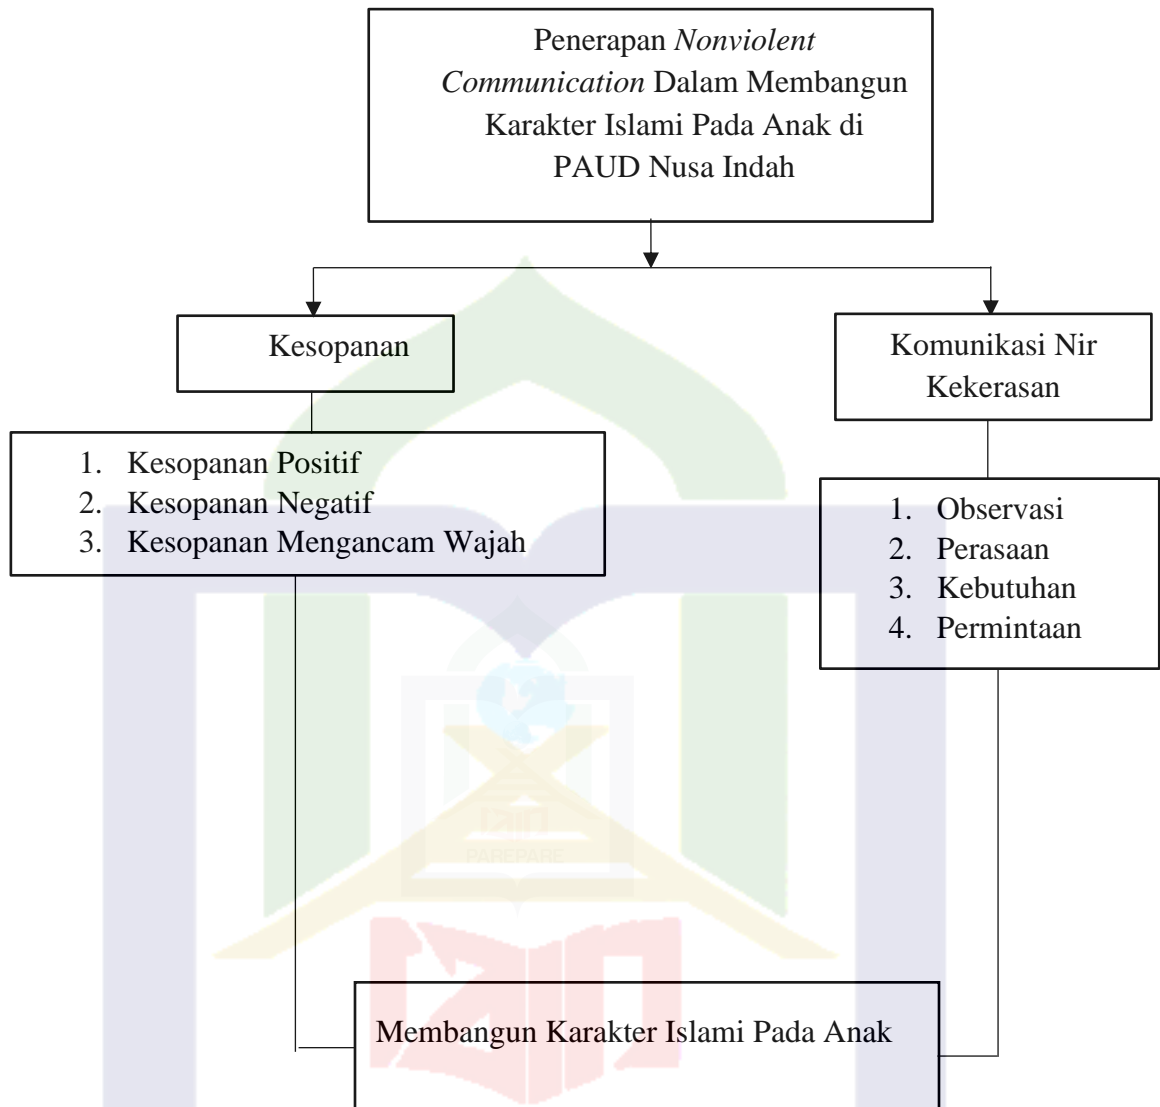 Penerapan Nonviolent
Communication Dalam Membangun
Karakter Islami Pada Anak di
PAUD Nusa Indah
Kesopanan
Komunikasi Nir
Kekerasan
1. Kesopanan Positif
2. Kesopanan Negatif
3. Kesopanan Mengancam Wajah
1. Observasi
2. Perasaan
3. Kebutuhan
4. Permintaan
PAREPARE
Membangun Karakter Islami Pada Anak